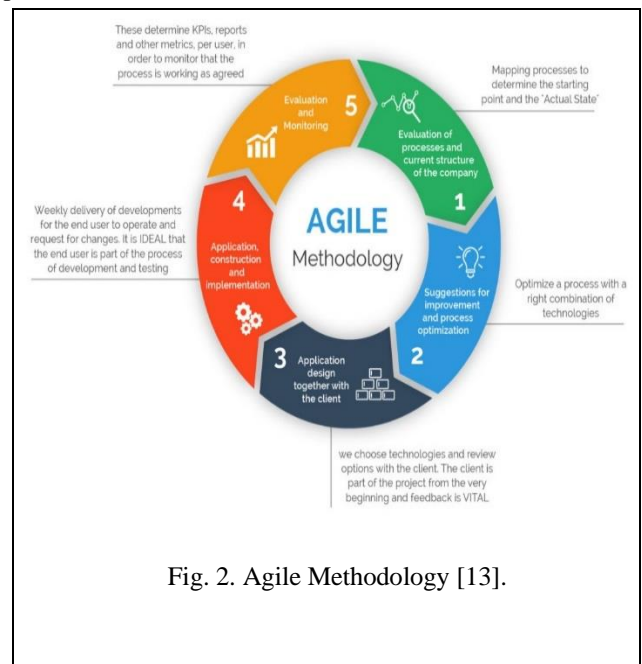 These determine KPIs, reports
and other metrics, per user, in
order to monitor that the
process is working as agreed
Mapping processes to
determine the starting
point and the "Actual State"
Evaluation
and
Monitoring
5
Evaluation of
processes and
current structure
of the company
1
Weekly delivery of developments
for the end user to operate and
request for changes. It is IDEAL that
the end user is part of the process
of development and testing
4
Application,
construction
and
implementation
AGILE
Methodology
Suggestions for
improvement
and process
optimization
2
Optimize a process with a
right combination of
technologies
3
Application
design
together with
the client
we choose technologies and review
options with the client. The client is
part of the project from the very
beginning and feedback is VITAL
Fig. 2. Agile Methodology [13].